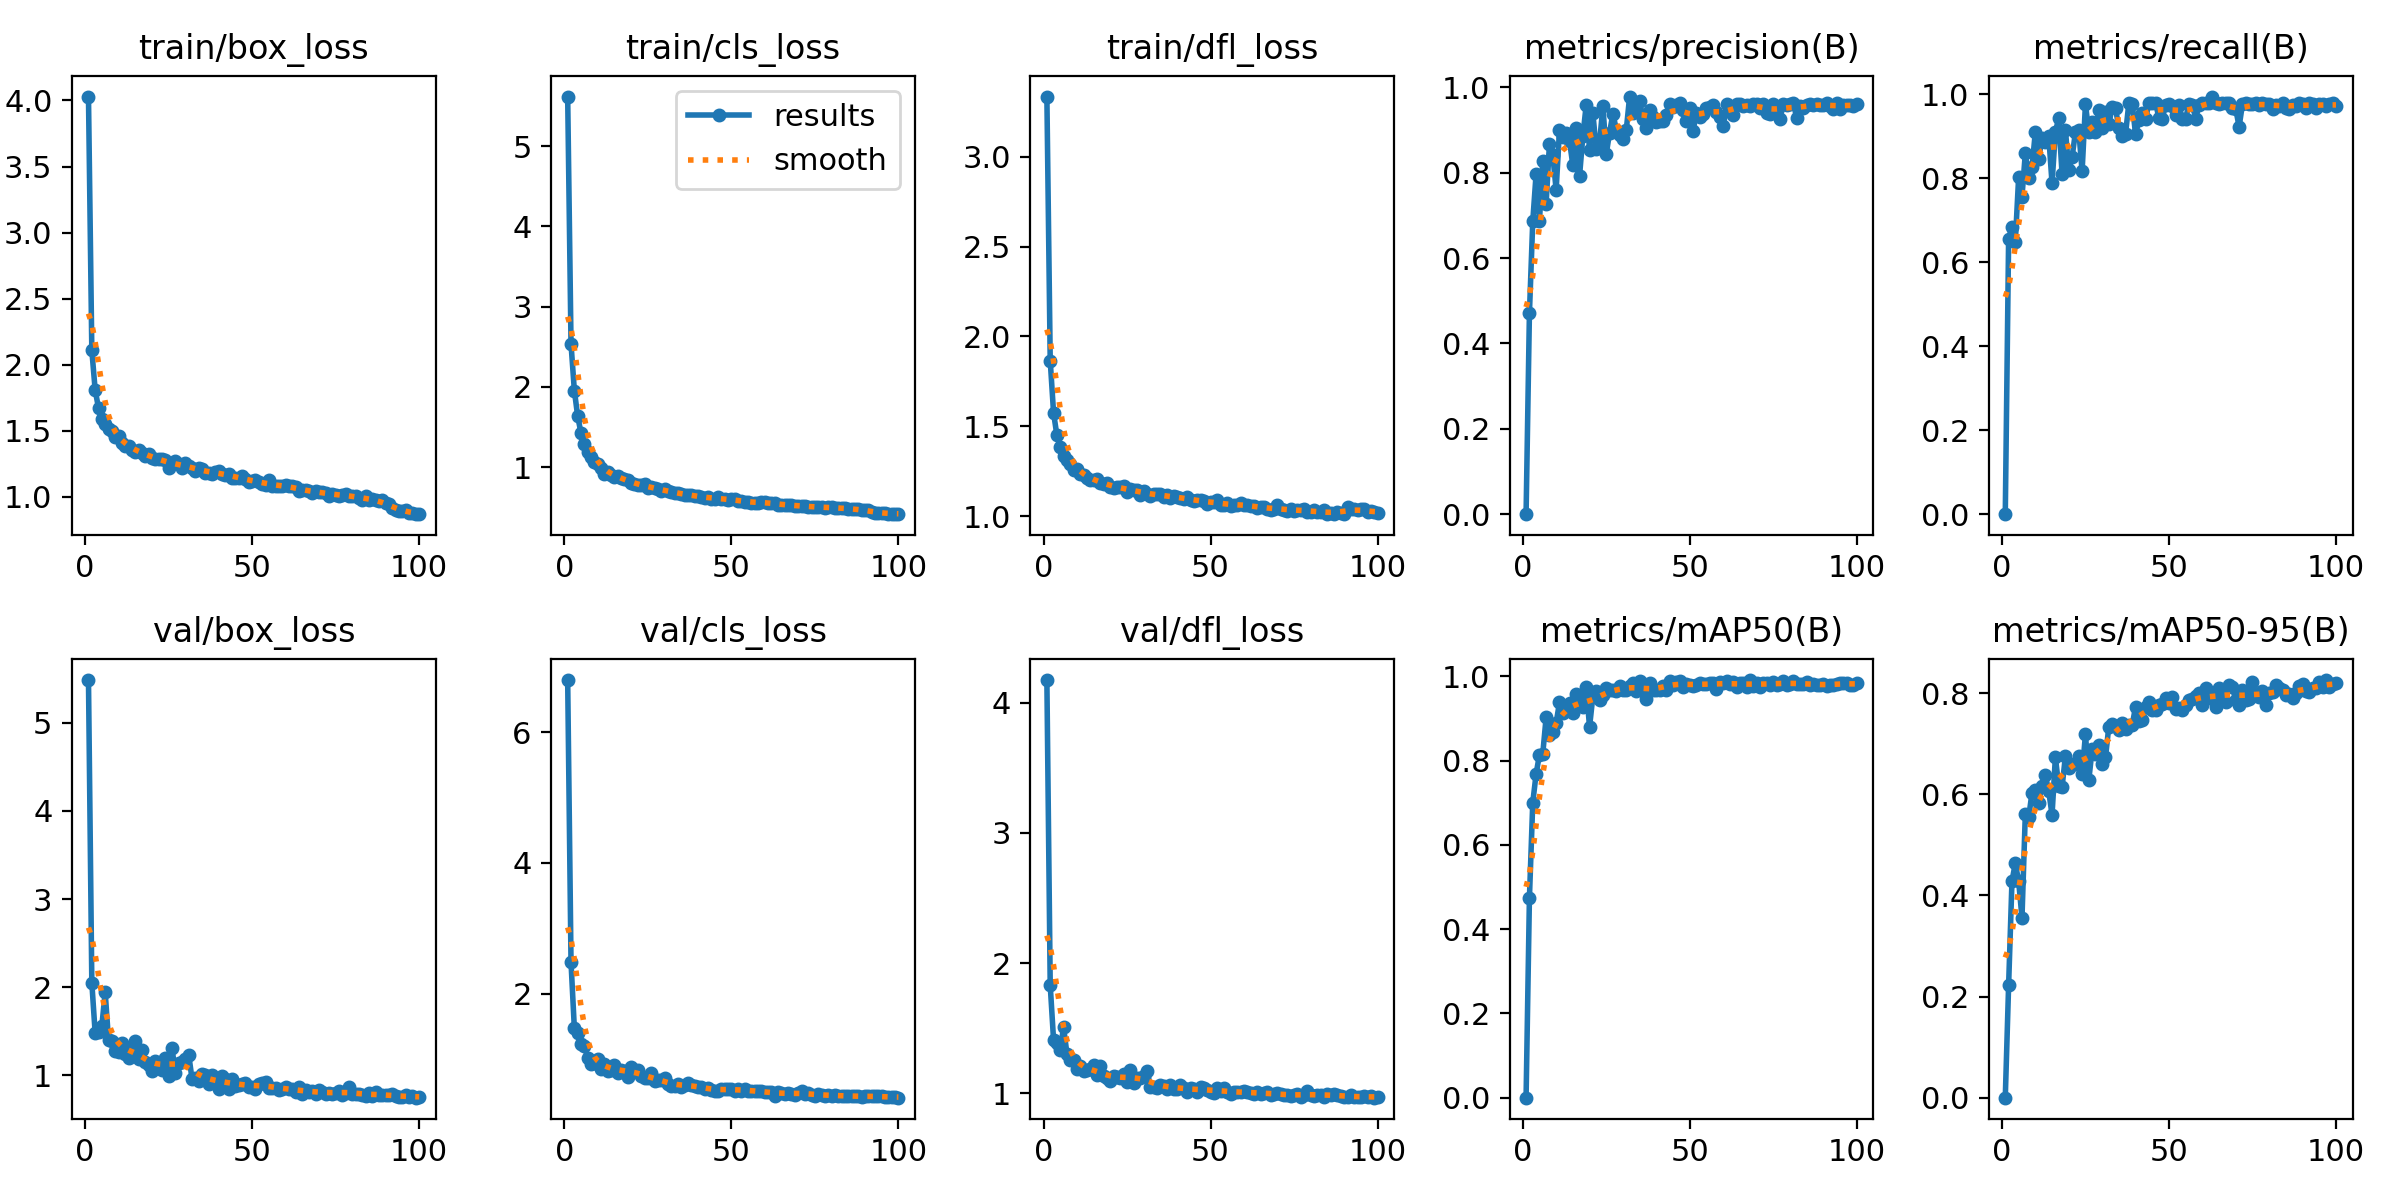 train/box_loss
4.0
3.5
3.0
2.5
2.0
1.5
1.0
0 50 100
train/cls_loss
results
smooth
5
4
3
2
1
0 50 100
train/dfl_loss
3.0
2.5
2.0
1.5
1.0
0 50 100
metrics/precision(B)
1.0
0.8
0.6
0.4
0.2
0.0
0 50 100
metrics/recall(B)
1.0
0.8
0.6
0.4
0.2
0.0
0 50 100
val/box_loss
5
4
3
2
1
0 50 100
val/cls_loss
6
4
2
0 50 100
val/dfl_loss
4
3
2
1
0 50 100
metrics/mAP50(B)
1.0
0.8
0.6
0.4
0.2
0.0
0 50 100
metrics/mAP50-95(B)
0.8
0.6
0.4
0.2
0.0
0 50 100